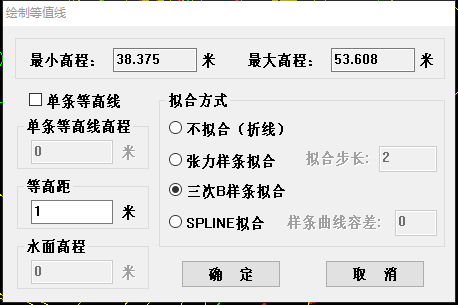 绘制等值线
最小高程： 38.375 米 最大高程： 53.608 米
单条等高线
单条等高线高程
0 米
等高距
1 米
水面高程
0 米
拟合方式
不拟合（折线）
张力样条拟合 拟合步长: 2
三次B样条拟合
SPLINE拟合 样条曲线容差: 0
确 定 取 消